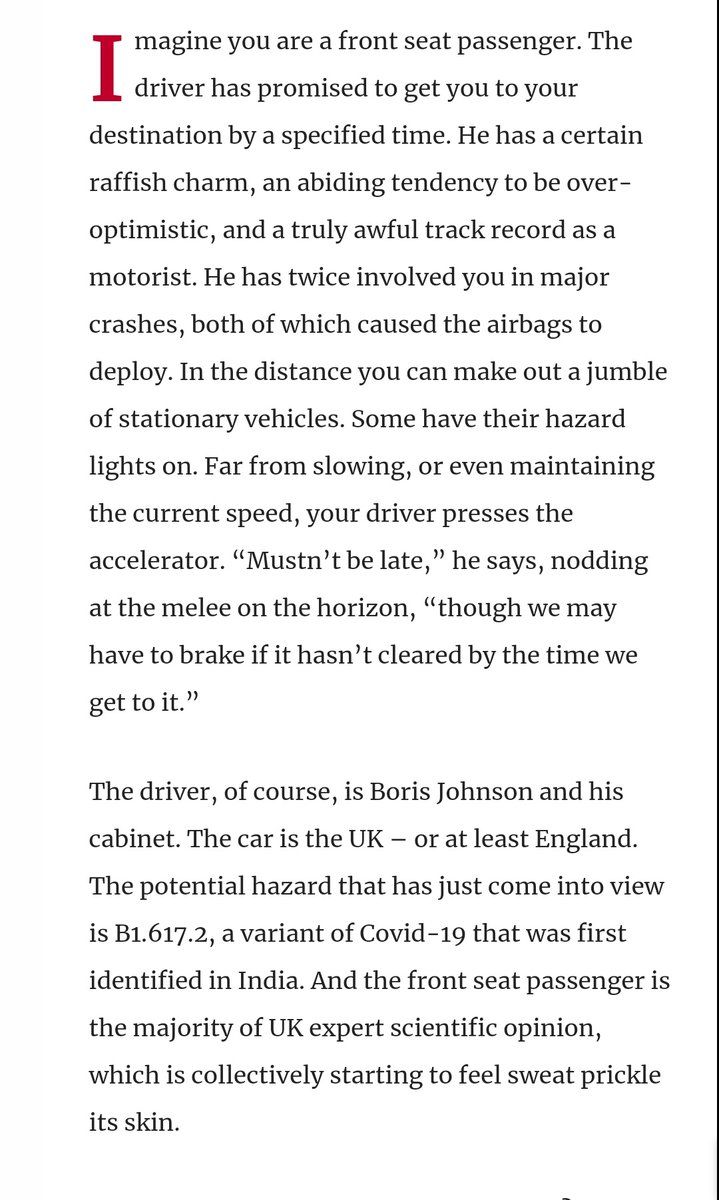 Imagine you are a front seat passenger. The
driver has promised to get you to your
destination by a specified time. He has a certain
raffish charm, an abiding tendency to be over-
optimistic, and a truly awful track record as a
motorist. He has twice involved you in major
crashes, both of which caused the airbags to
deploy. In the distance you can make out a jumble
of stationary vehicles. Some have their hazard
lights on. Far from slowing, or even maintaining
the current speed, your driver presses the
accelerator. “Mustn’t be late,” he says, nodding
at the melee on the horizon, “though we may
have to brake if it hasn’t cleared by the time we
get to it.”
The driver, of course, is Boris Johnson and his
cabinet. The car is the UK – or at least England.
The potential hazard that has just come into view
is B1.617.2, a variant of Covid-19 that was first
identified in India. And the front seat passenger is
the majority of UK expert scientific opinion,
which is collectively starting to feel sweat prickle
its skin.